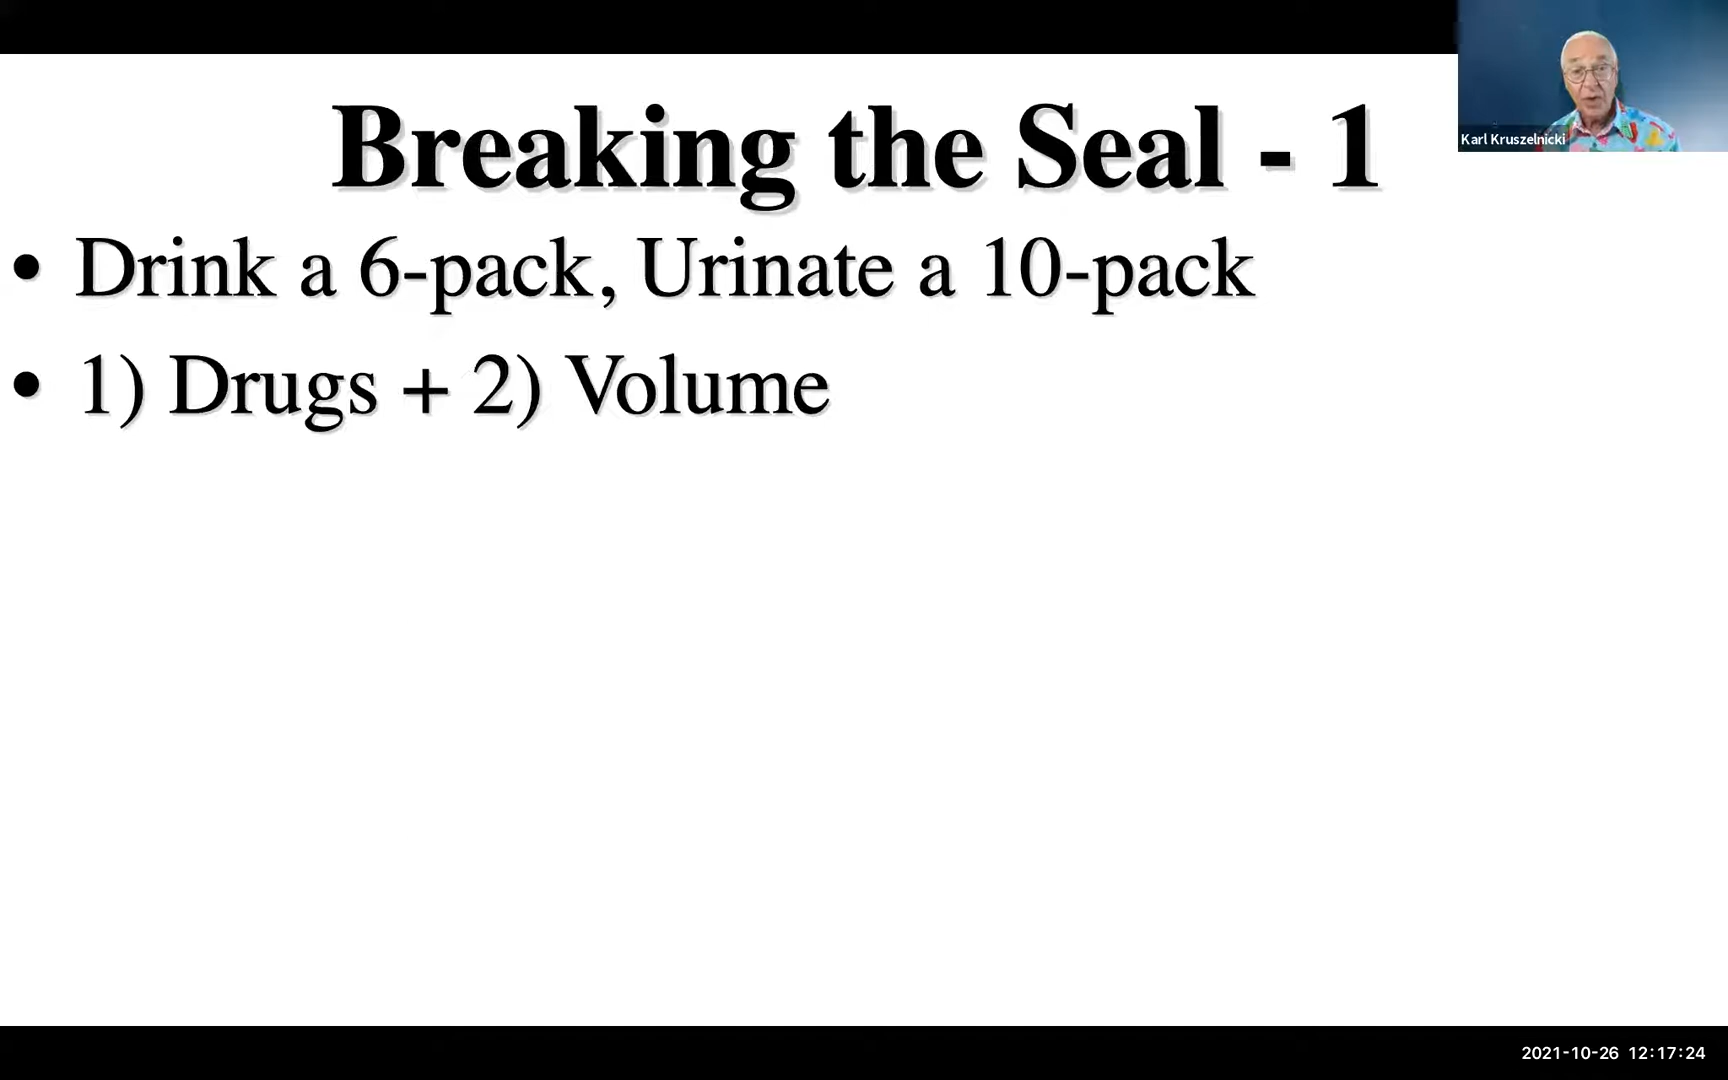 Breaking the Seal - 1
Karl Kruszelnicki
• Drink a 6-pack, Urinate a 10-pack
• 1) Drugs + 2) Volume
2021-10-26 12:17:24